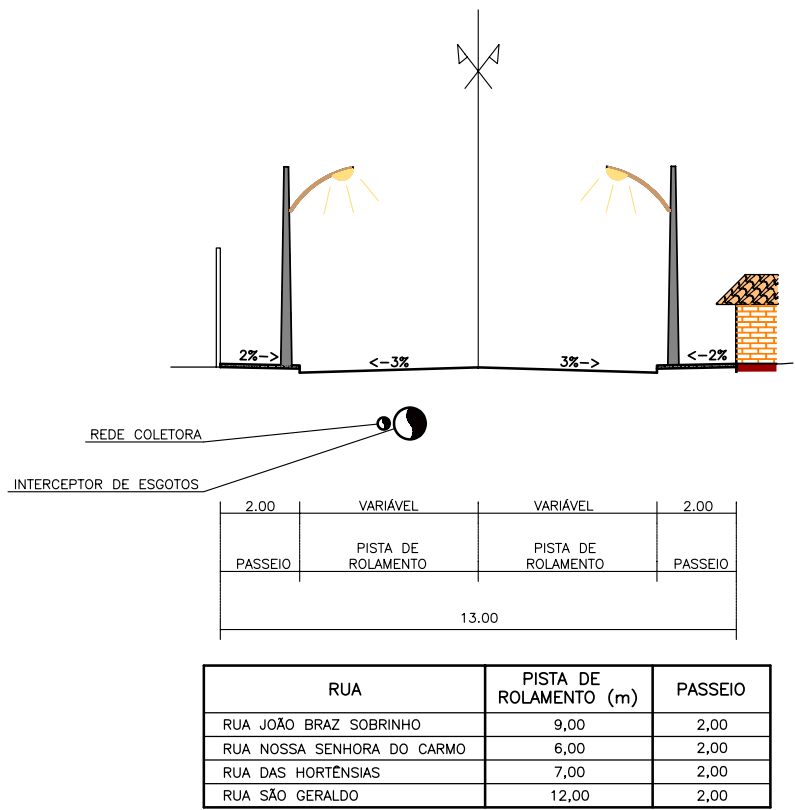 2%->
<-3%
3%->
<-2%
REDE COLETORA
INTERCEPTOR DE ESGOTOS
2.00 VARIÁVEL VARIÁVEL 2.00
PASSEIO PISTA DE ROLAMENTO PISTA DE ROLAMENTO PASSEIO
13.00
RUA PISTA DE ROLAMENTO (m) PASSEIO
RUA JOÃO BRAZ SOBRINHO 9,00 2,00
RUA NOSSA SENHORA DO CARMO 6,00 2,00
RUA DAS HORTÊNSIAS 7,00 2,00
RUA SÃO GERALDO 12,00 2,00